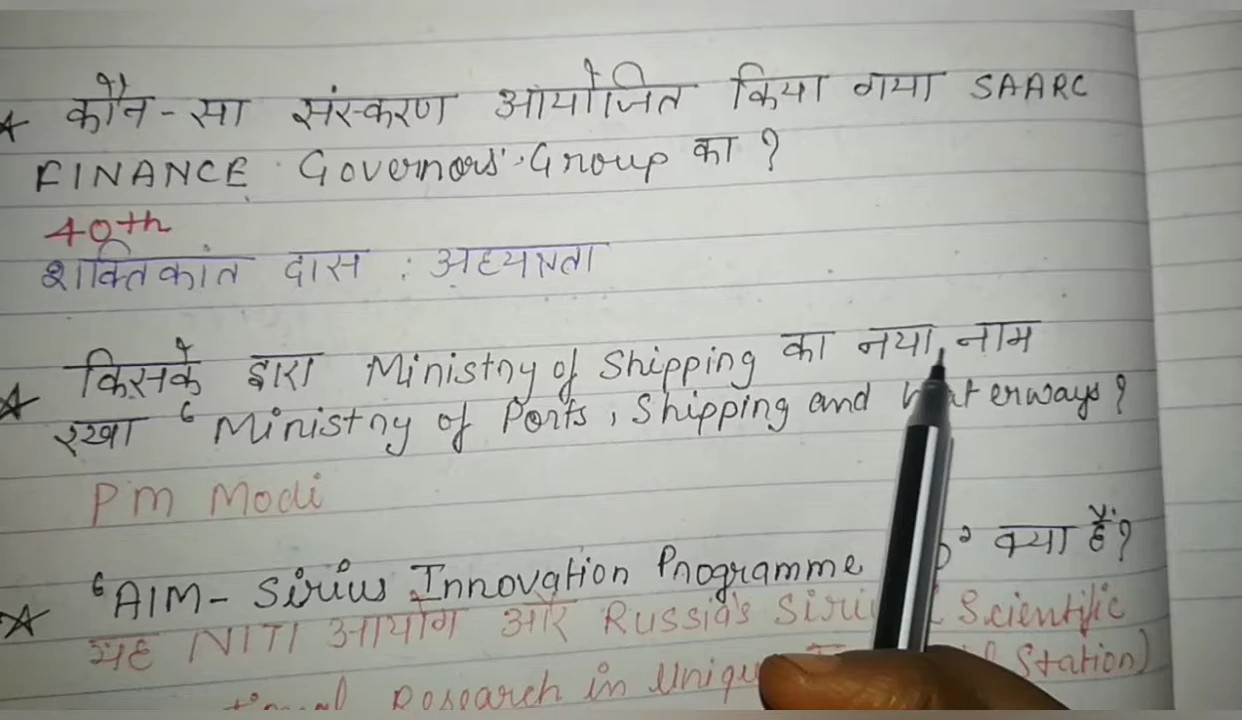 ★ कौन-सा संस्करण आयोजित किया गया SAARC
FINANCE Governors' Group का ?
40th
शक्तिकांत दास : अध्यक्षता
★ किसके द्वारा Ministry of Shipping का नया नाम
रखा 'Ministry of Ports, Shipping and Waterways ?
PM Modi
★ 'AIM- Sirius Innovation Programme क्या है?
यह NITI आयोग और Russia's Scientific
Research in Station)